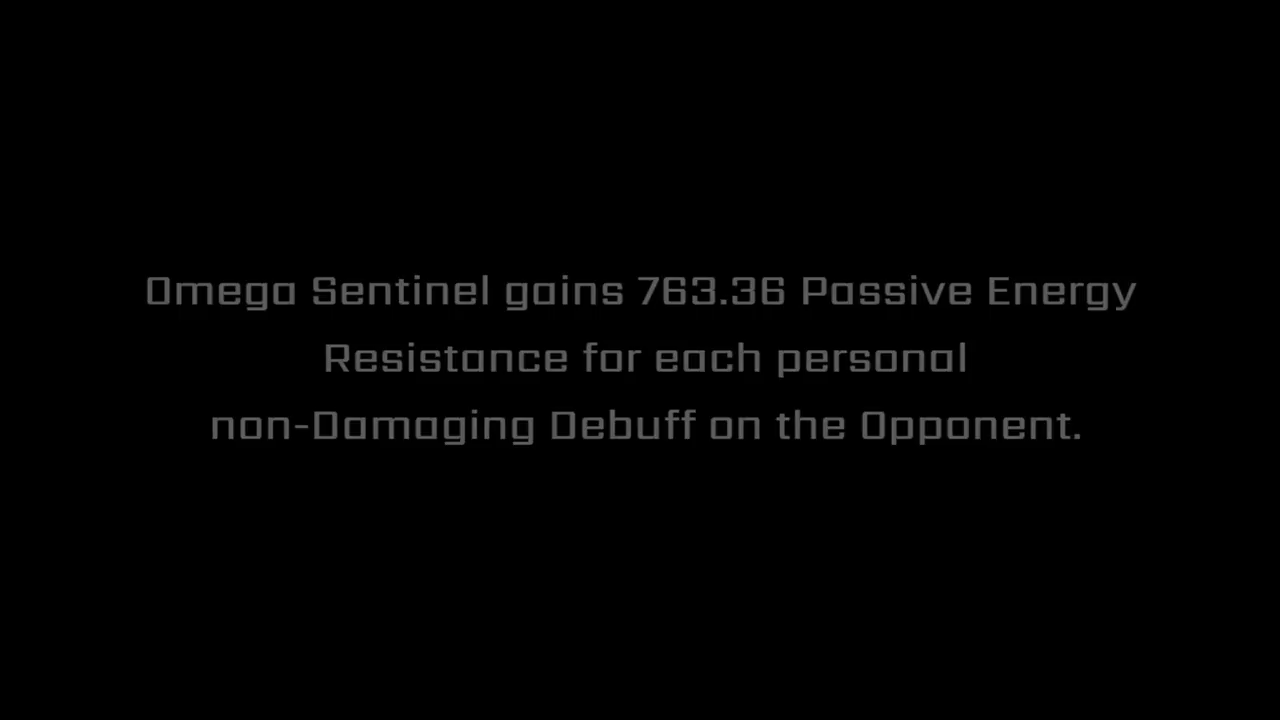 Omega Sentinel gains 763.36 Passive Energy
Resistance for each personal
non-Damaging Debuff on the Opponent.